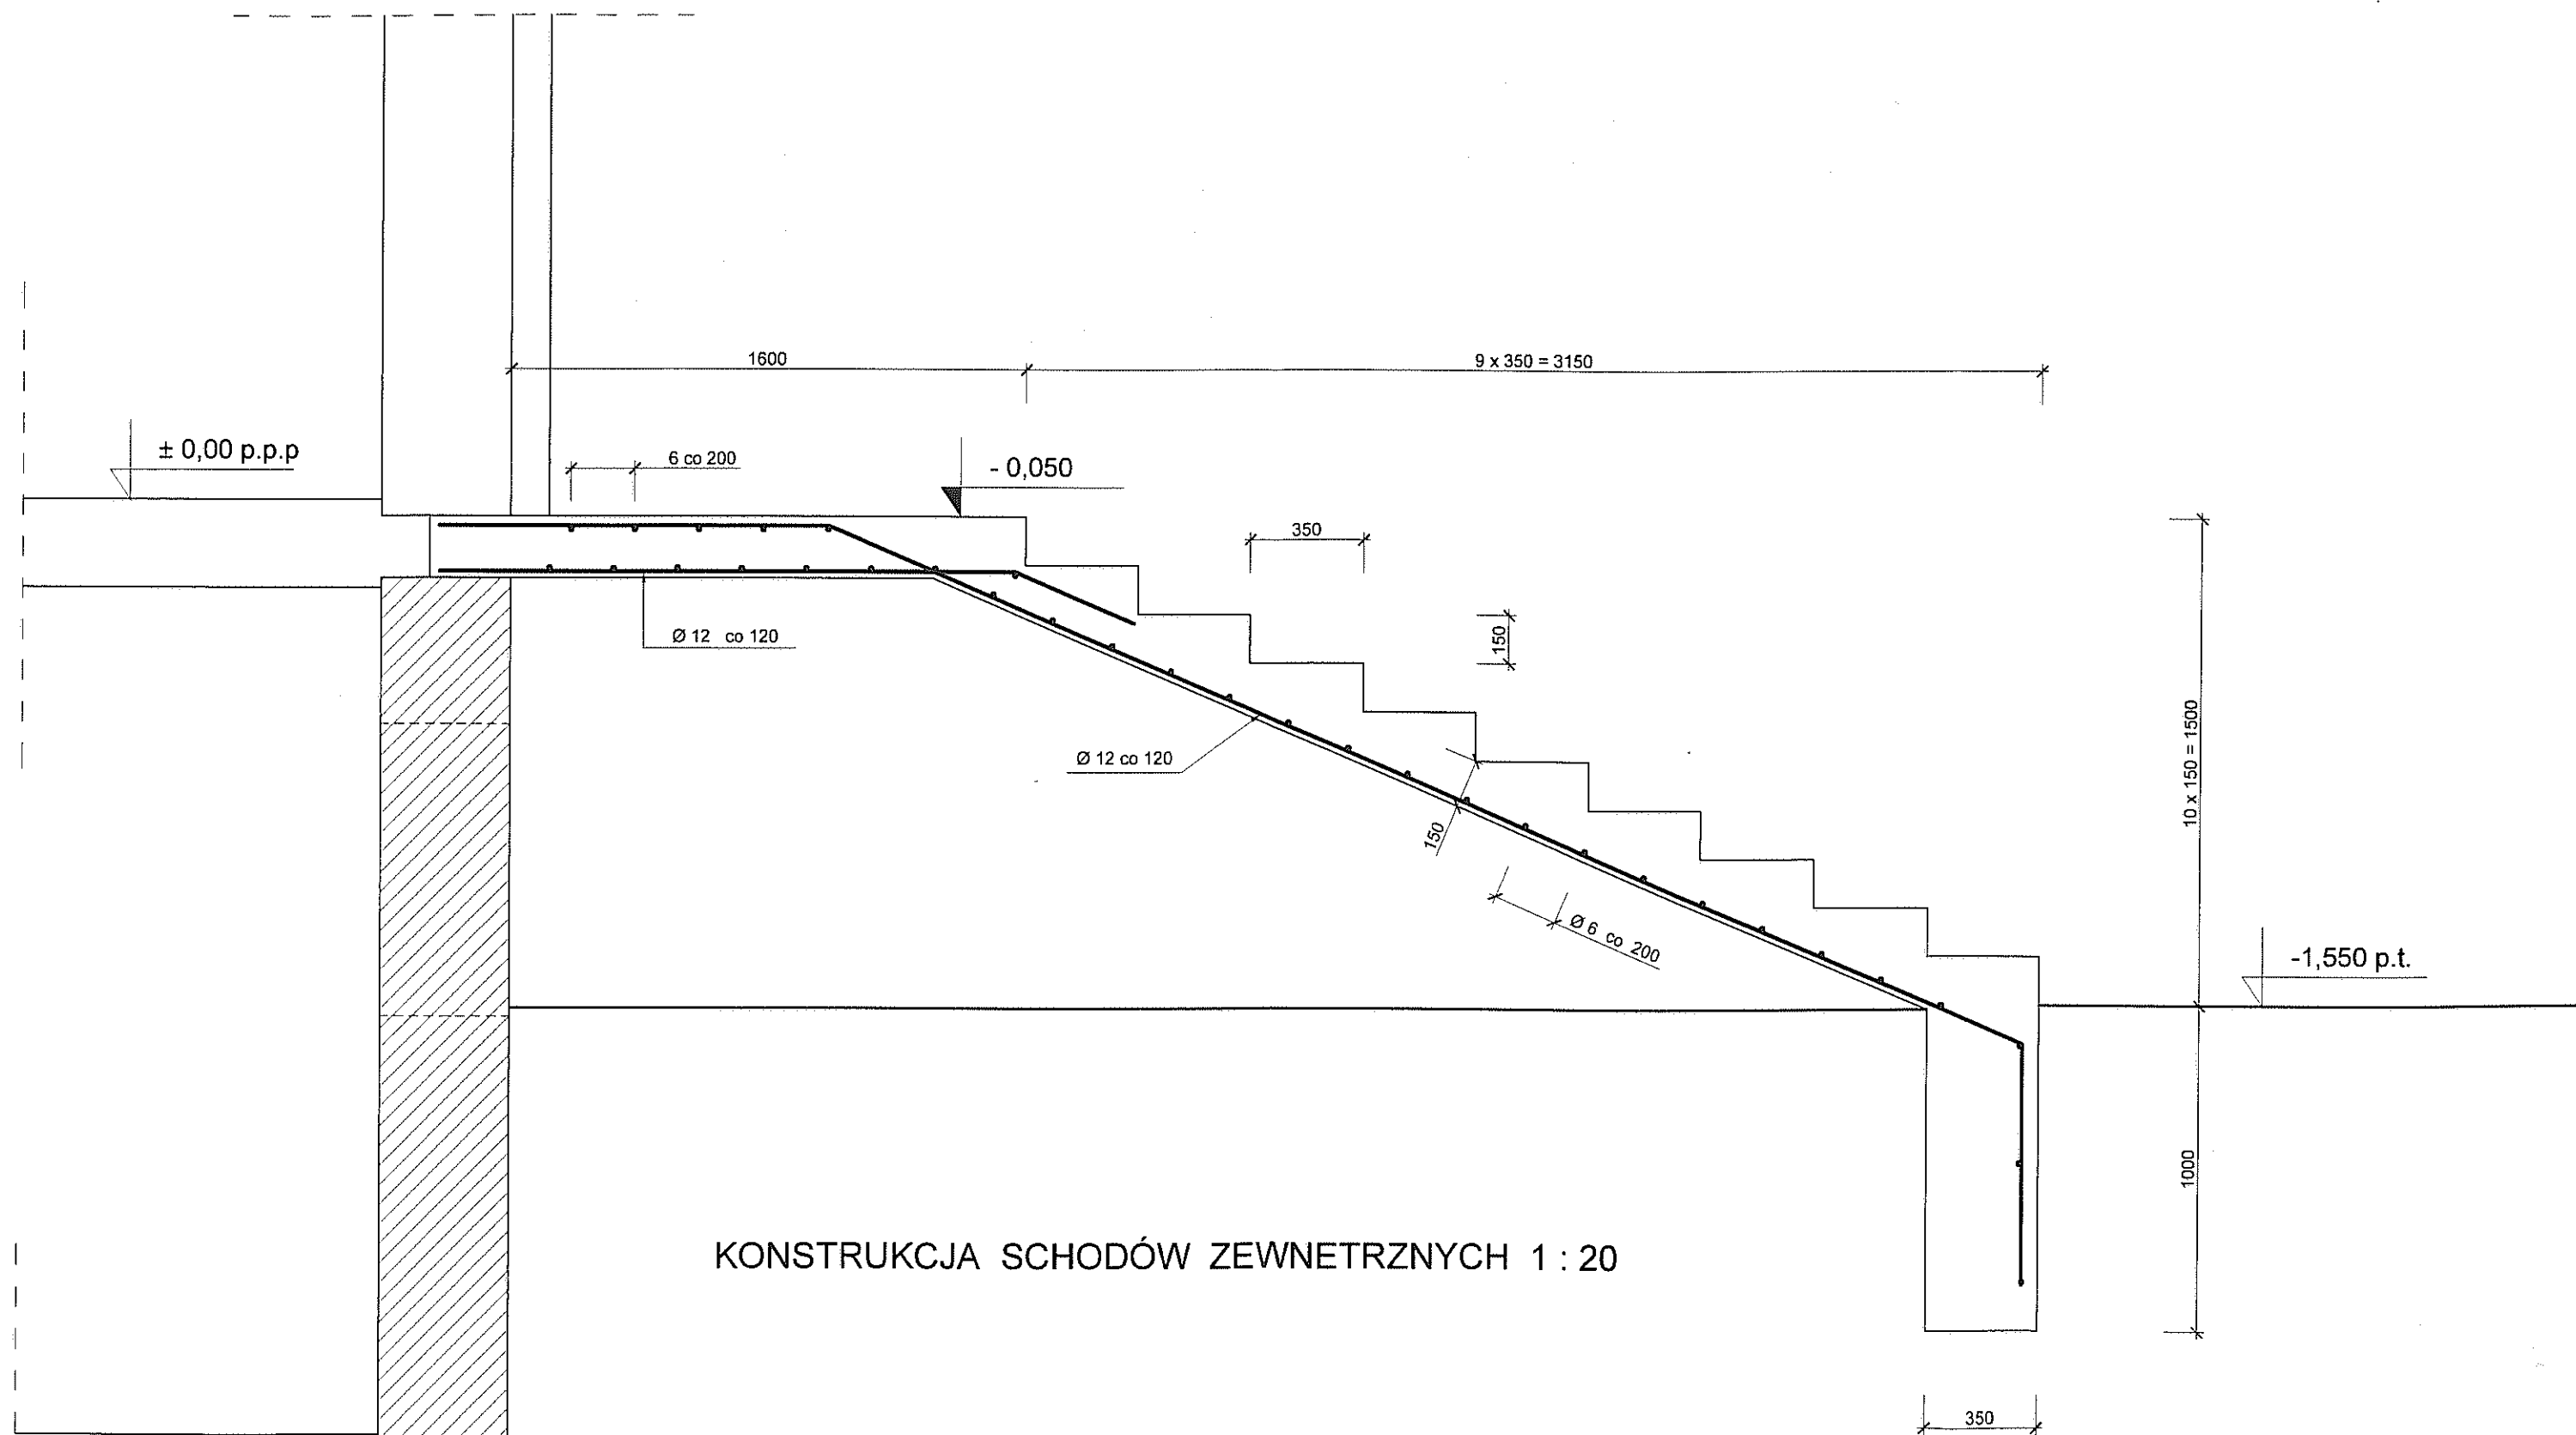 1600
9 x 350 = 3150
± 0,00 p.p.p
6 co 200
- 0,050
350
150
Ø 12 co 120
Ø 12 co 120
150
Ø 6 co 200
10 x 150 = 1500
-1,550 p.t.
1000
KONSTRUKCJA SCHODÓW ZEWNETRZNYCH 1 : 20
350